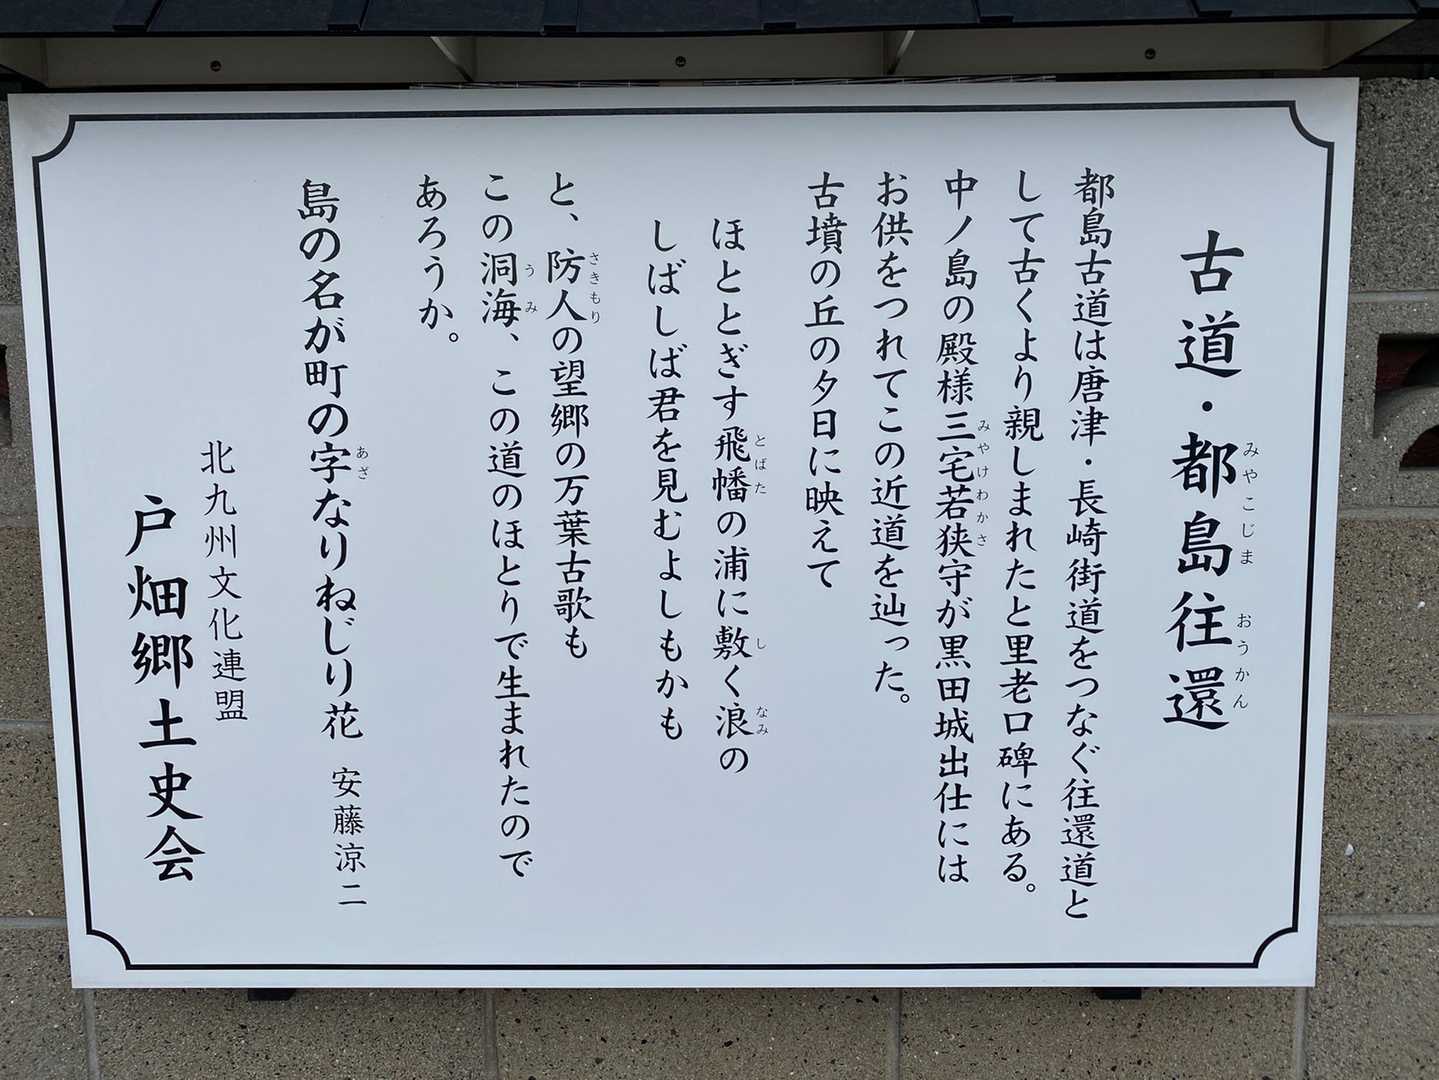 古道・都島往還
都島古道は唐津・長崎街道をつなぐ往還道と
して古くより親しまれたと里老口碑にある。
中ノ島の殿様三宅若狭守が黒田城出仕には
お供をつれてこの近道を辿った。
古墳の丘の夕日に映えて
ほととぎす飛幡の浦に敷く浪の
しばしば君を見むよしもかも
と、防人の望郷の万葉古歌も
この洞海、この道のほとりで生まれたので
あろうか。
島の名が町の字なりねじり花 安藤涼二
北九州文化連盟
戸畑郷土史会